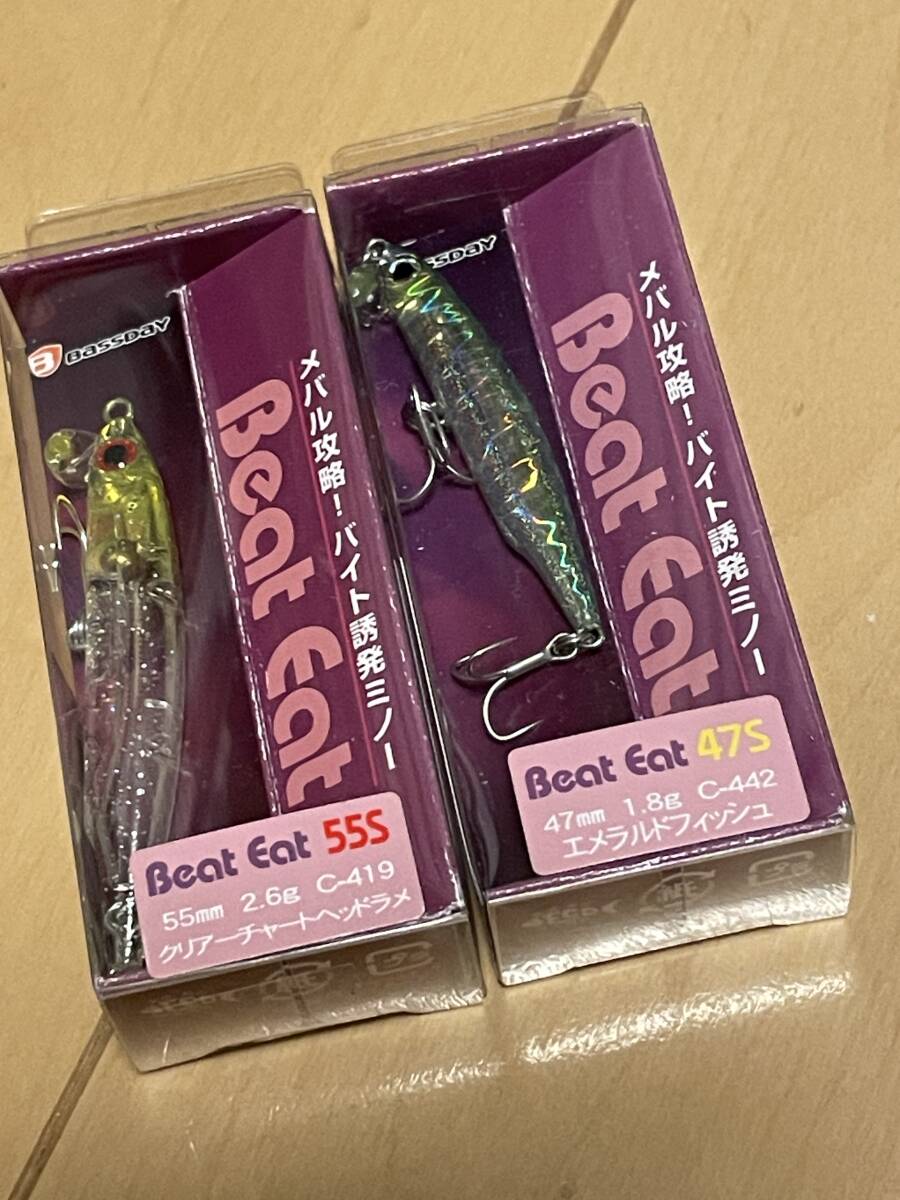 BASSDAY
メバル攻略！バイト誘発ミノー
Beat Eat
Beat Eat 55S
55mm 2.6g C-419
クリアーチャートヘッドラメ
SSDAY
メバル攻略！バイト誘発ミノー
Beat Eat
Beat Eat 47S
47mm 1.8g C-442
エメラルドフィッシュ